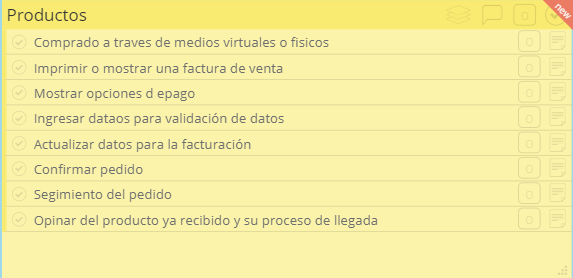 Productos
0
new
Comprado a traves de medios virtuales o fisicos
0
Imprimir o mostrar una factura de venta
0
Mostrar opciones d epago
0
Ingresar dataos para validación de datos
0
Actualizar datos para la facturación
0
Confirmar pedido
0
Segimiento del pedido
0
Opinar del producto ya recibido y su proceso de llegada
0